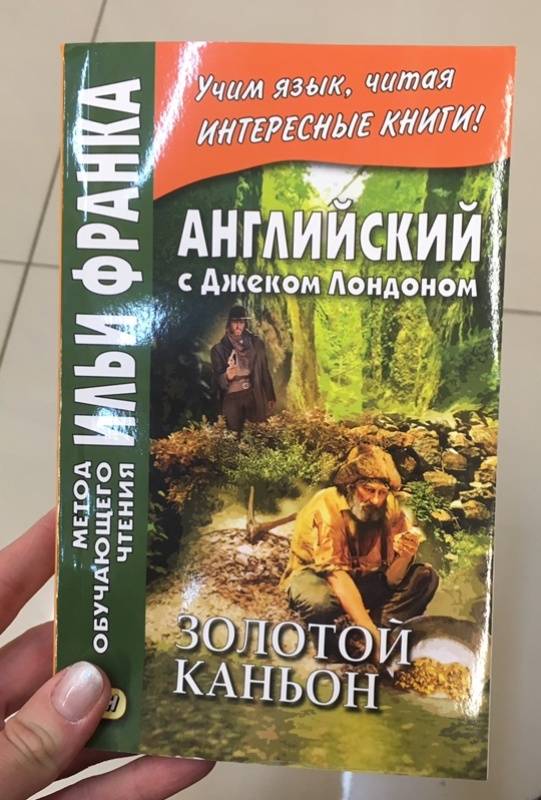 Учим язык, читая
ИНТЕРЕСНЫЕ КНИГИ!
АНГЛИЙСКИЙ
с Джеком Лондоном
ЗОЛОТОЙ
КАНЬОН
МЕТОД
ОБУЧАЮЩЕГО
ЧТЕНИЯ
ИЛЬИ ФРАНКА